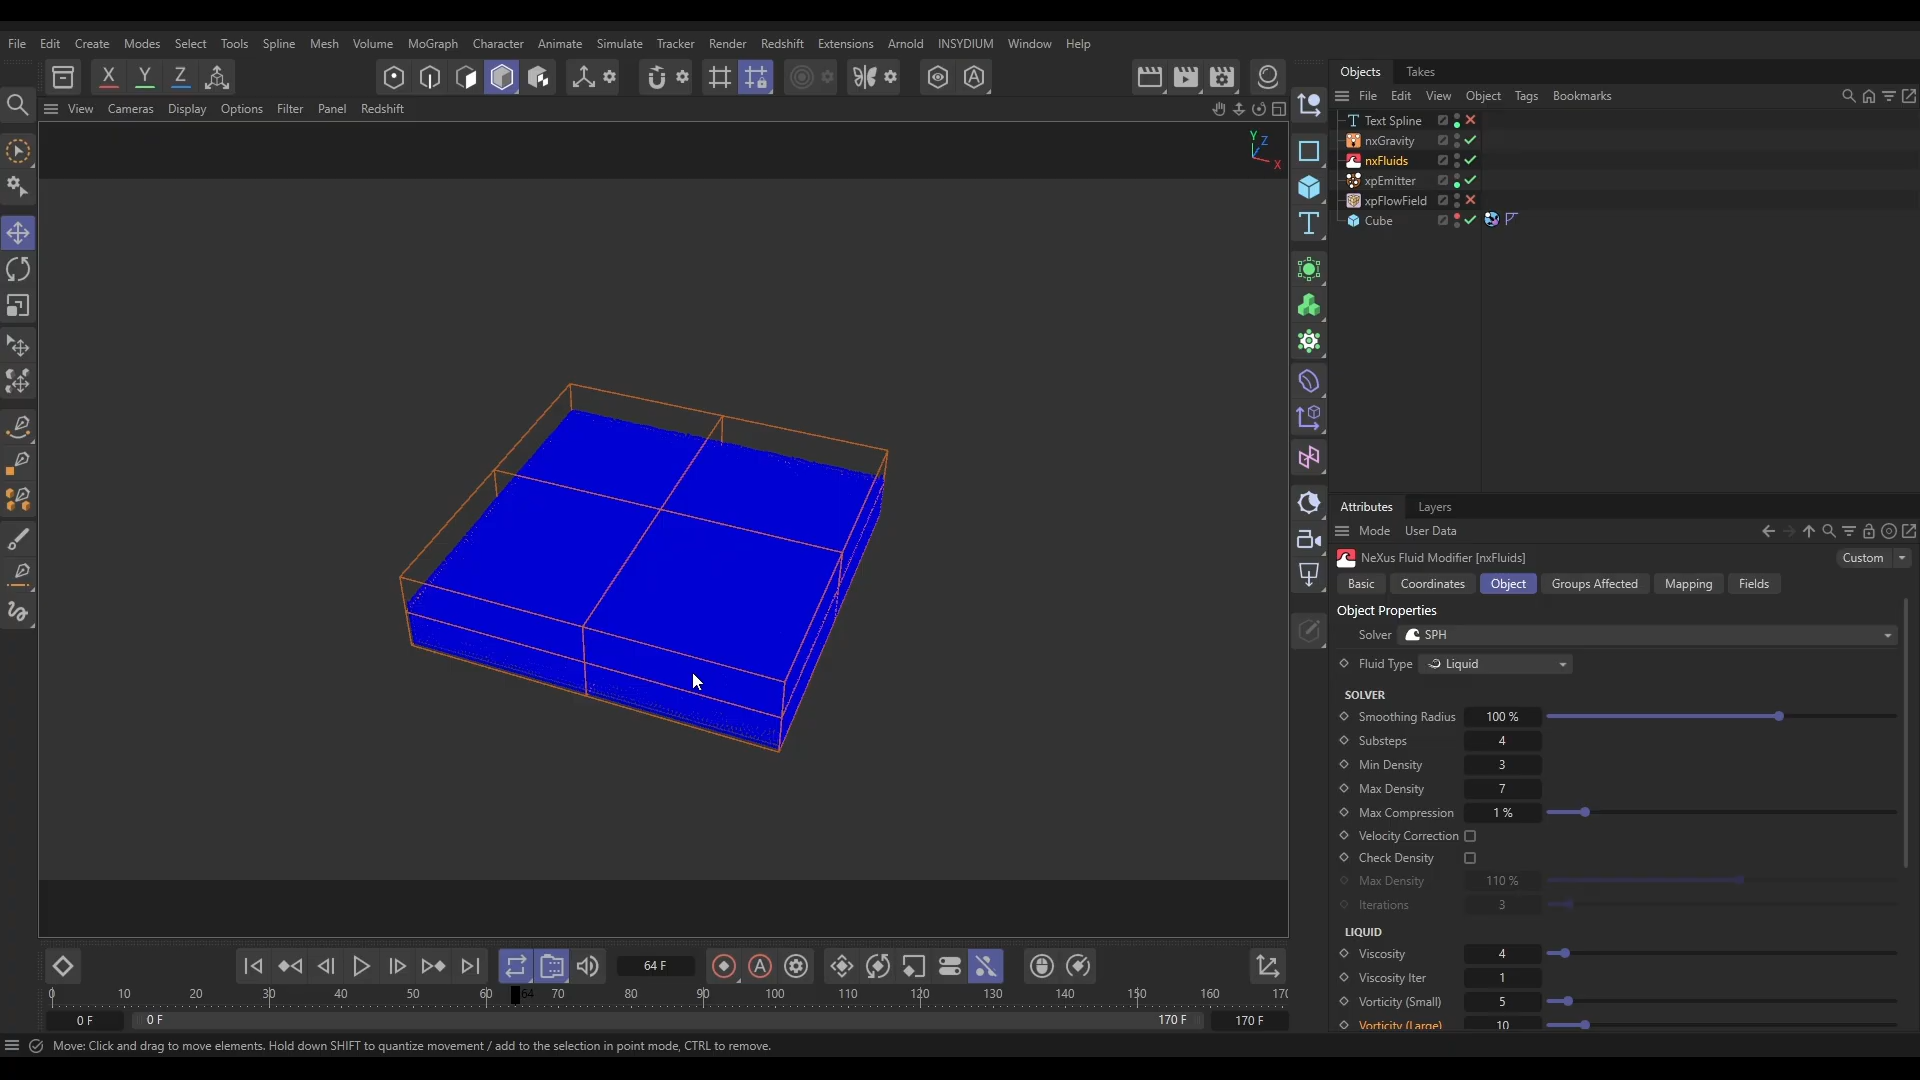 File Edit Create Modes Select Tools Spline Mesh Volume MoGraph Character Animate Simulate Tracker Render Redshift Extensions Arnold INSYDIUM Window Help
X Y Z
View Cameras Display Options Filter Panel Redshift
Y
Z
X
Objects Takes
File Edit View Object Tags Bookmarks
Text Spline
nxGravity
nxFluids
xpEmitter
xpFlowField
Cube
Attributes Layers
Mode User Data
NeXus Fluid Modifier [nxFluids] Custom
Basic Coordinates Object Groups Affected Mapping Fields
Object Properties
Solver SPH
Fluid Type Liquid
SOLVER
Smoothing Radius 100 %
Substeps 4
Min Density 3
Max Density 7
Max Compression 1 %
Velocity Correction
Check Density
Max Density 110 %
Iterations 3
LIQUID
Viscosity 4
Viscosity Iter 1
Vorticity (Small) 5
Vorticity (Large) 10
64 F
0 10 20 30 40 50 60 64 70 80 90 100 110 120 130 140 150 160 170
0 F 0 F 170 F 170 F
Move: Click and drag to move elements. Hold down SHIFT to quantize movement / add to the selection in point mode, CTRL to remove.